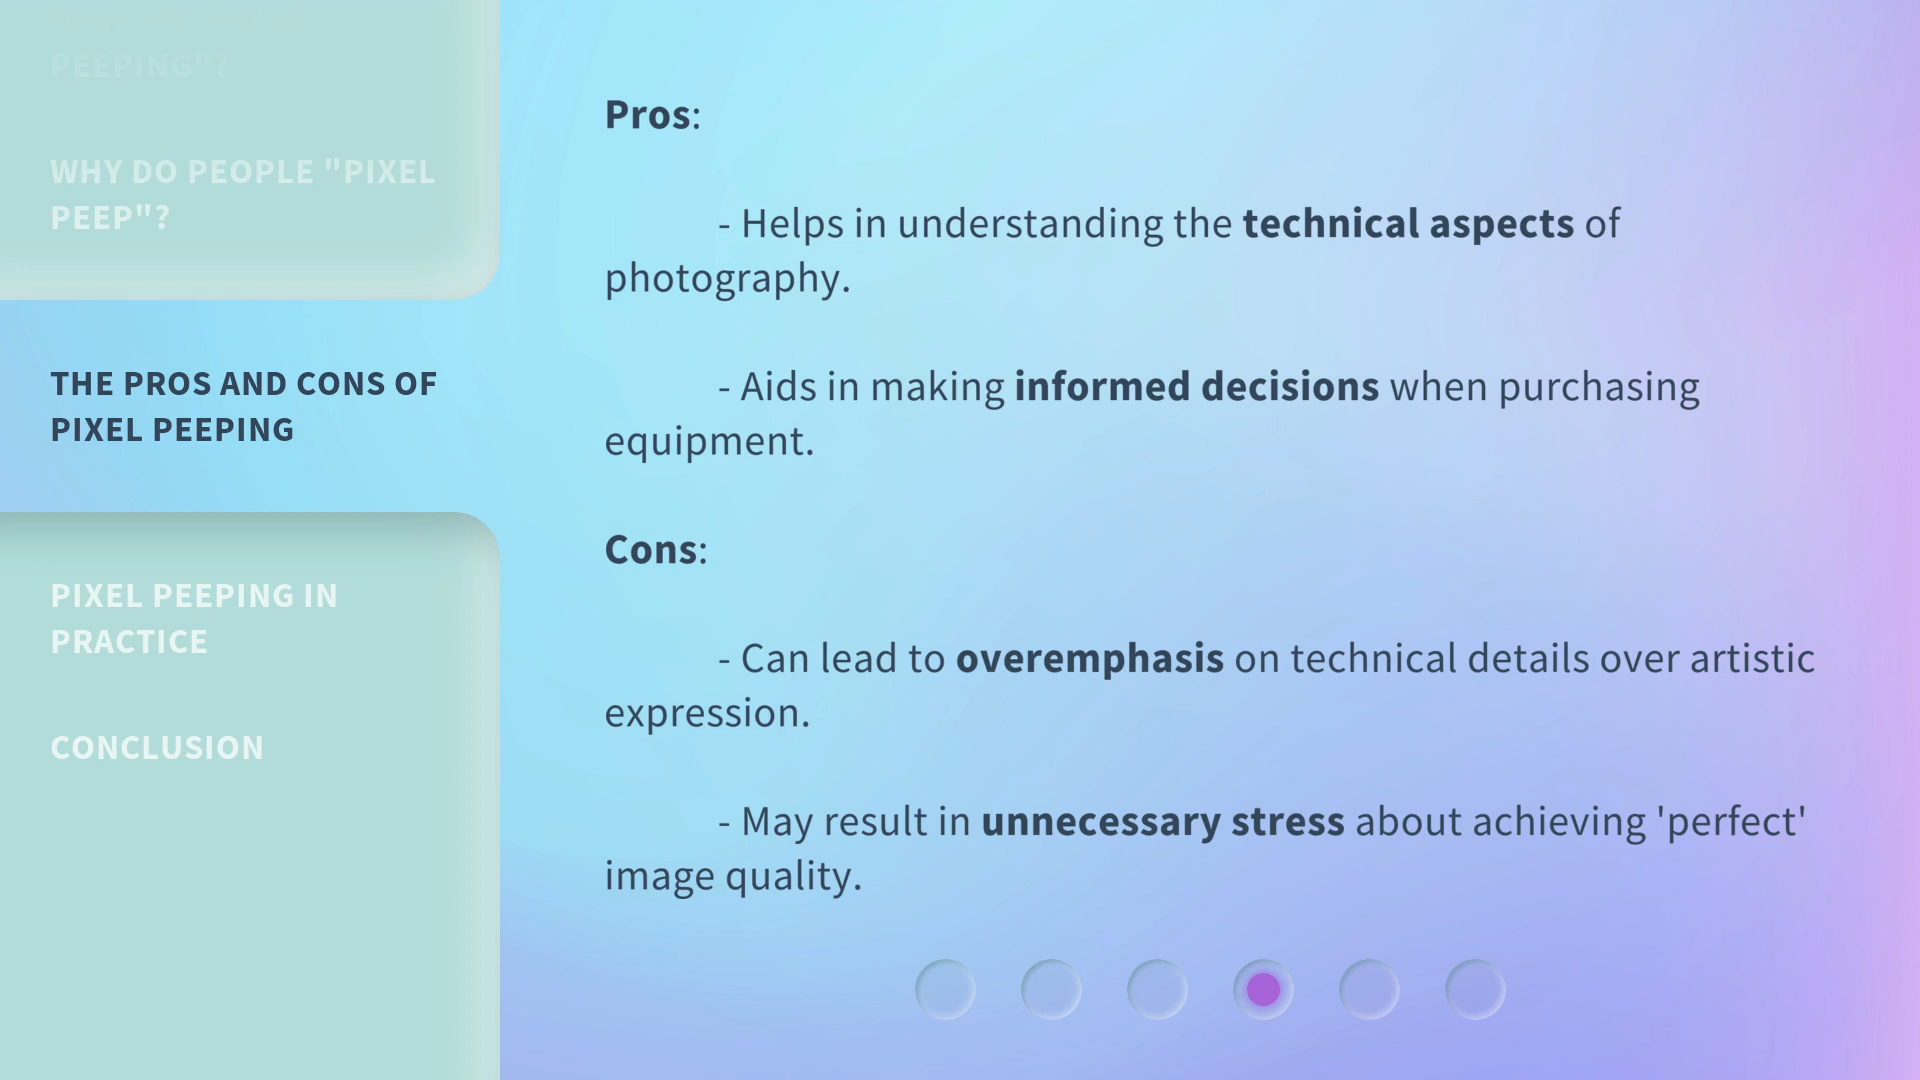 PEEPING"?
WHY DO PEOPLE "PIXEL
PEEP"?
THE PROS AND CONS OF
PIXEL PEEPING
PIXEL PEEPING IN
PRACTICE
CONCLUSION
Pros:
- Helps in understanding the technical aspects of
photography.
- Aids in making informed decisions when purchasing
equipment.
Cons:
- Can lead to overemphasis on technical details over artistic
expression.
- May result in unnecessary stress about achieving 'perfect'
image quality.